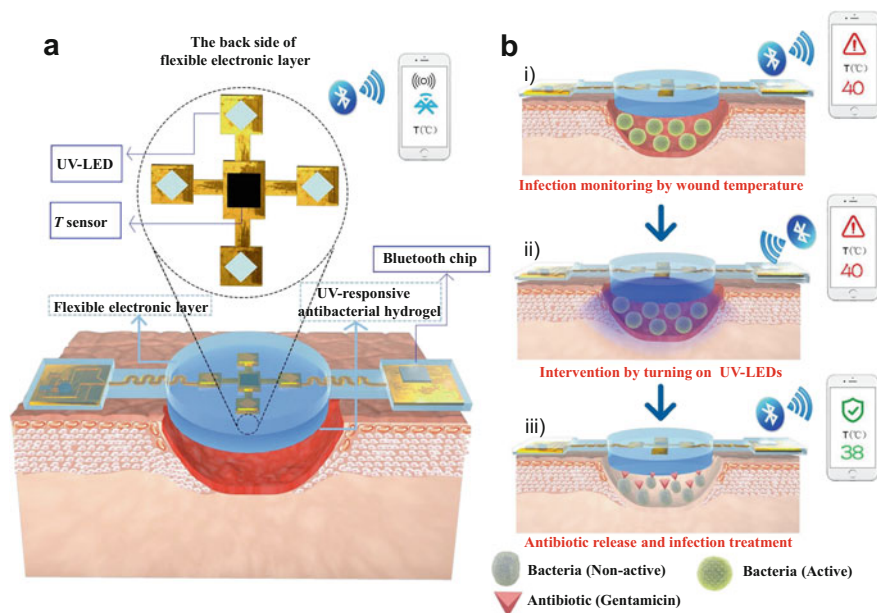 a
The back side of
flexible electronic layer
T(°C)
UV-LED
T sensor
Bluetooth chip
Flexible electronic layer
UV-responsive
antibacterial hydrogel
b
i)
T(°C)
40
Infection monitoring by wound temperature
ii)
T(°C)
40
Intervention by turning on UV-LEDs
iii)
T(°C)
38
Antibiotic release and infection treatment
Bacteria (Non-active)
Bacteria (Active)
Antibiotic (Gentamicin)